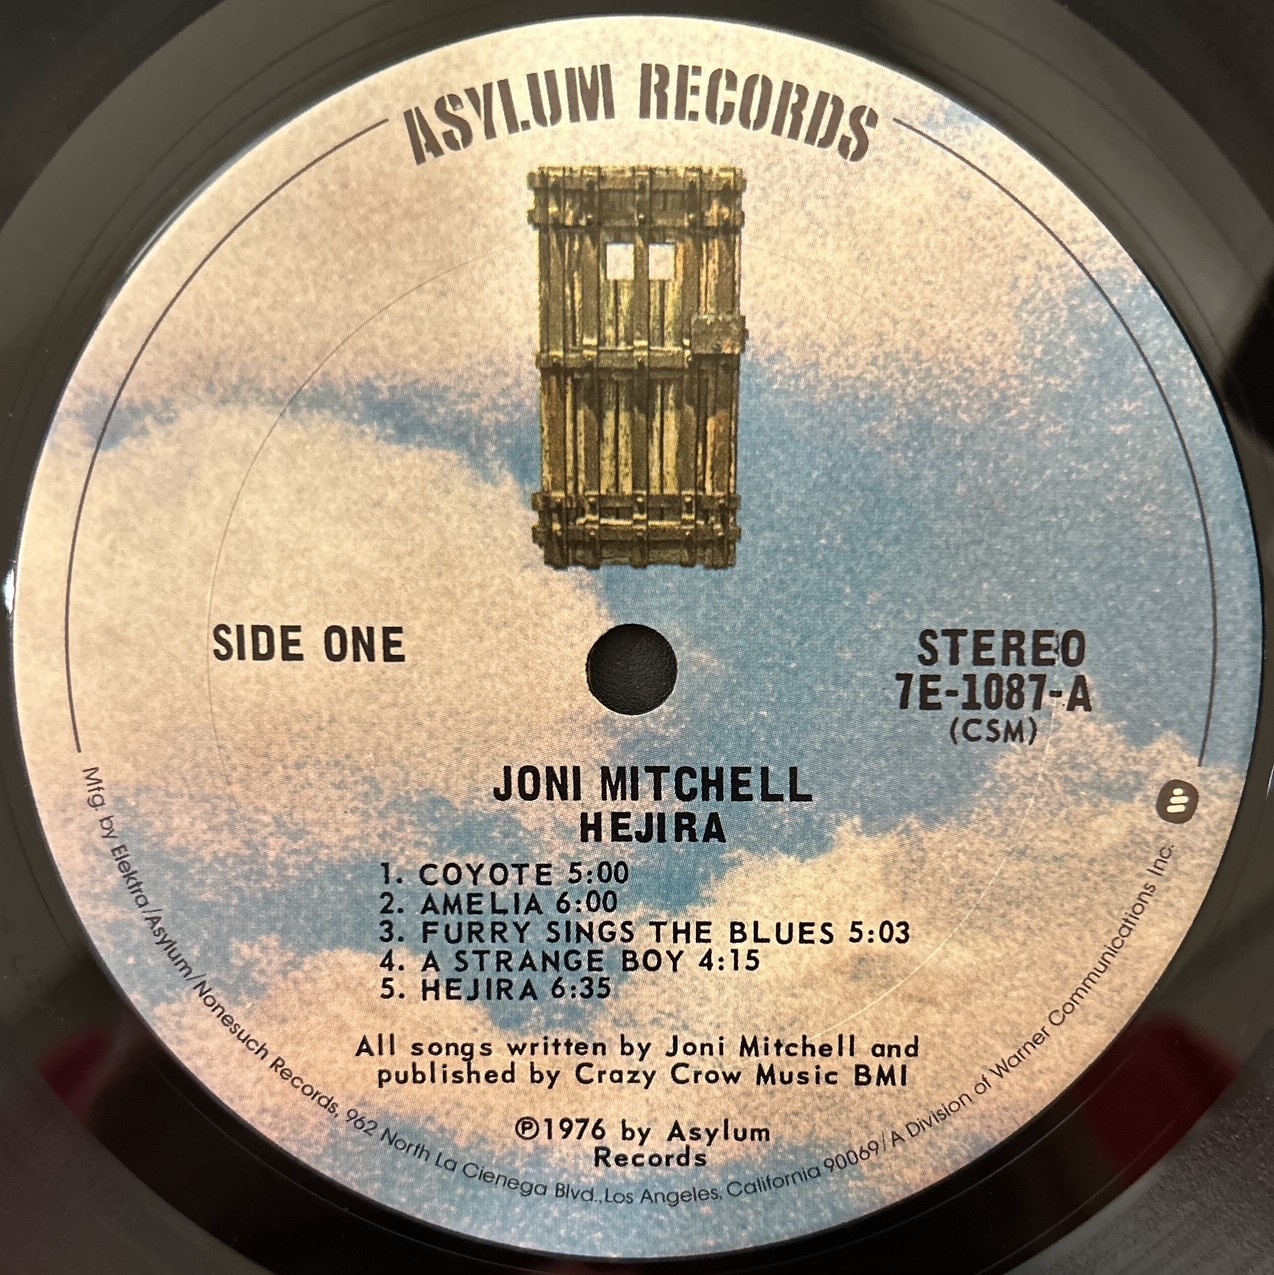 ASYLUM RECORDS
SIDE ONE
STEREO
7E-1087-A
(CSM)
JONI MITCHELL
HEJIRA
1. COYOTE 5:00
2. AMELIA 6:00
3. FURRY SINGS THE BLUES 5:03
4. A STRANGE BOY 4:15
5. HEJIRA 6:35
All songs written by Joni Mitchell and
published by Crazy Crow Music BMI
℗1976 by Asylum
Records
Mfg. by Elektra/Asylum/Nonesuch Records, 962 North La Cienega Blvd., Los Angeles, California 90069/A Division of Warner Communications Inc.